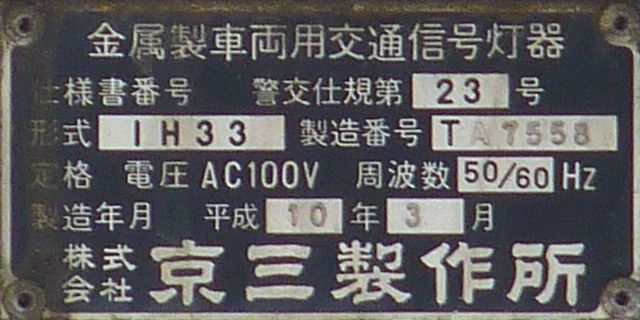 金属製車両用交通信号灯器
仕様書番号 警交仕規第 23 号
形式 1H33 製造番号 TA7558
定格 電圧 AC100V 周波数 50/60 Hz
製造年月 平成 10 年 3 月
株式会社 京三製作所